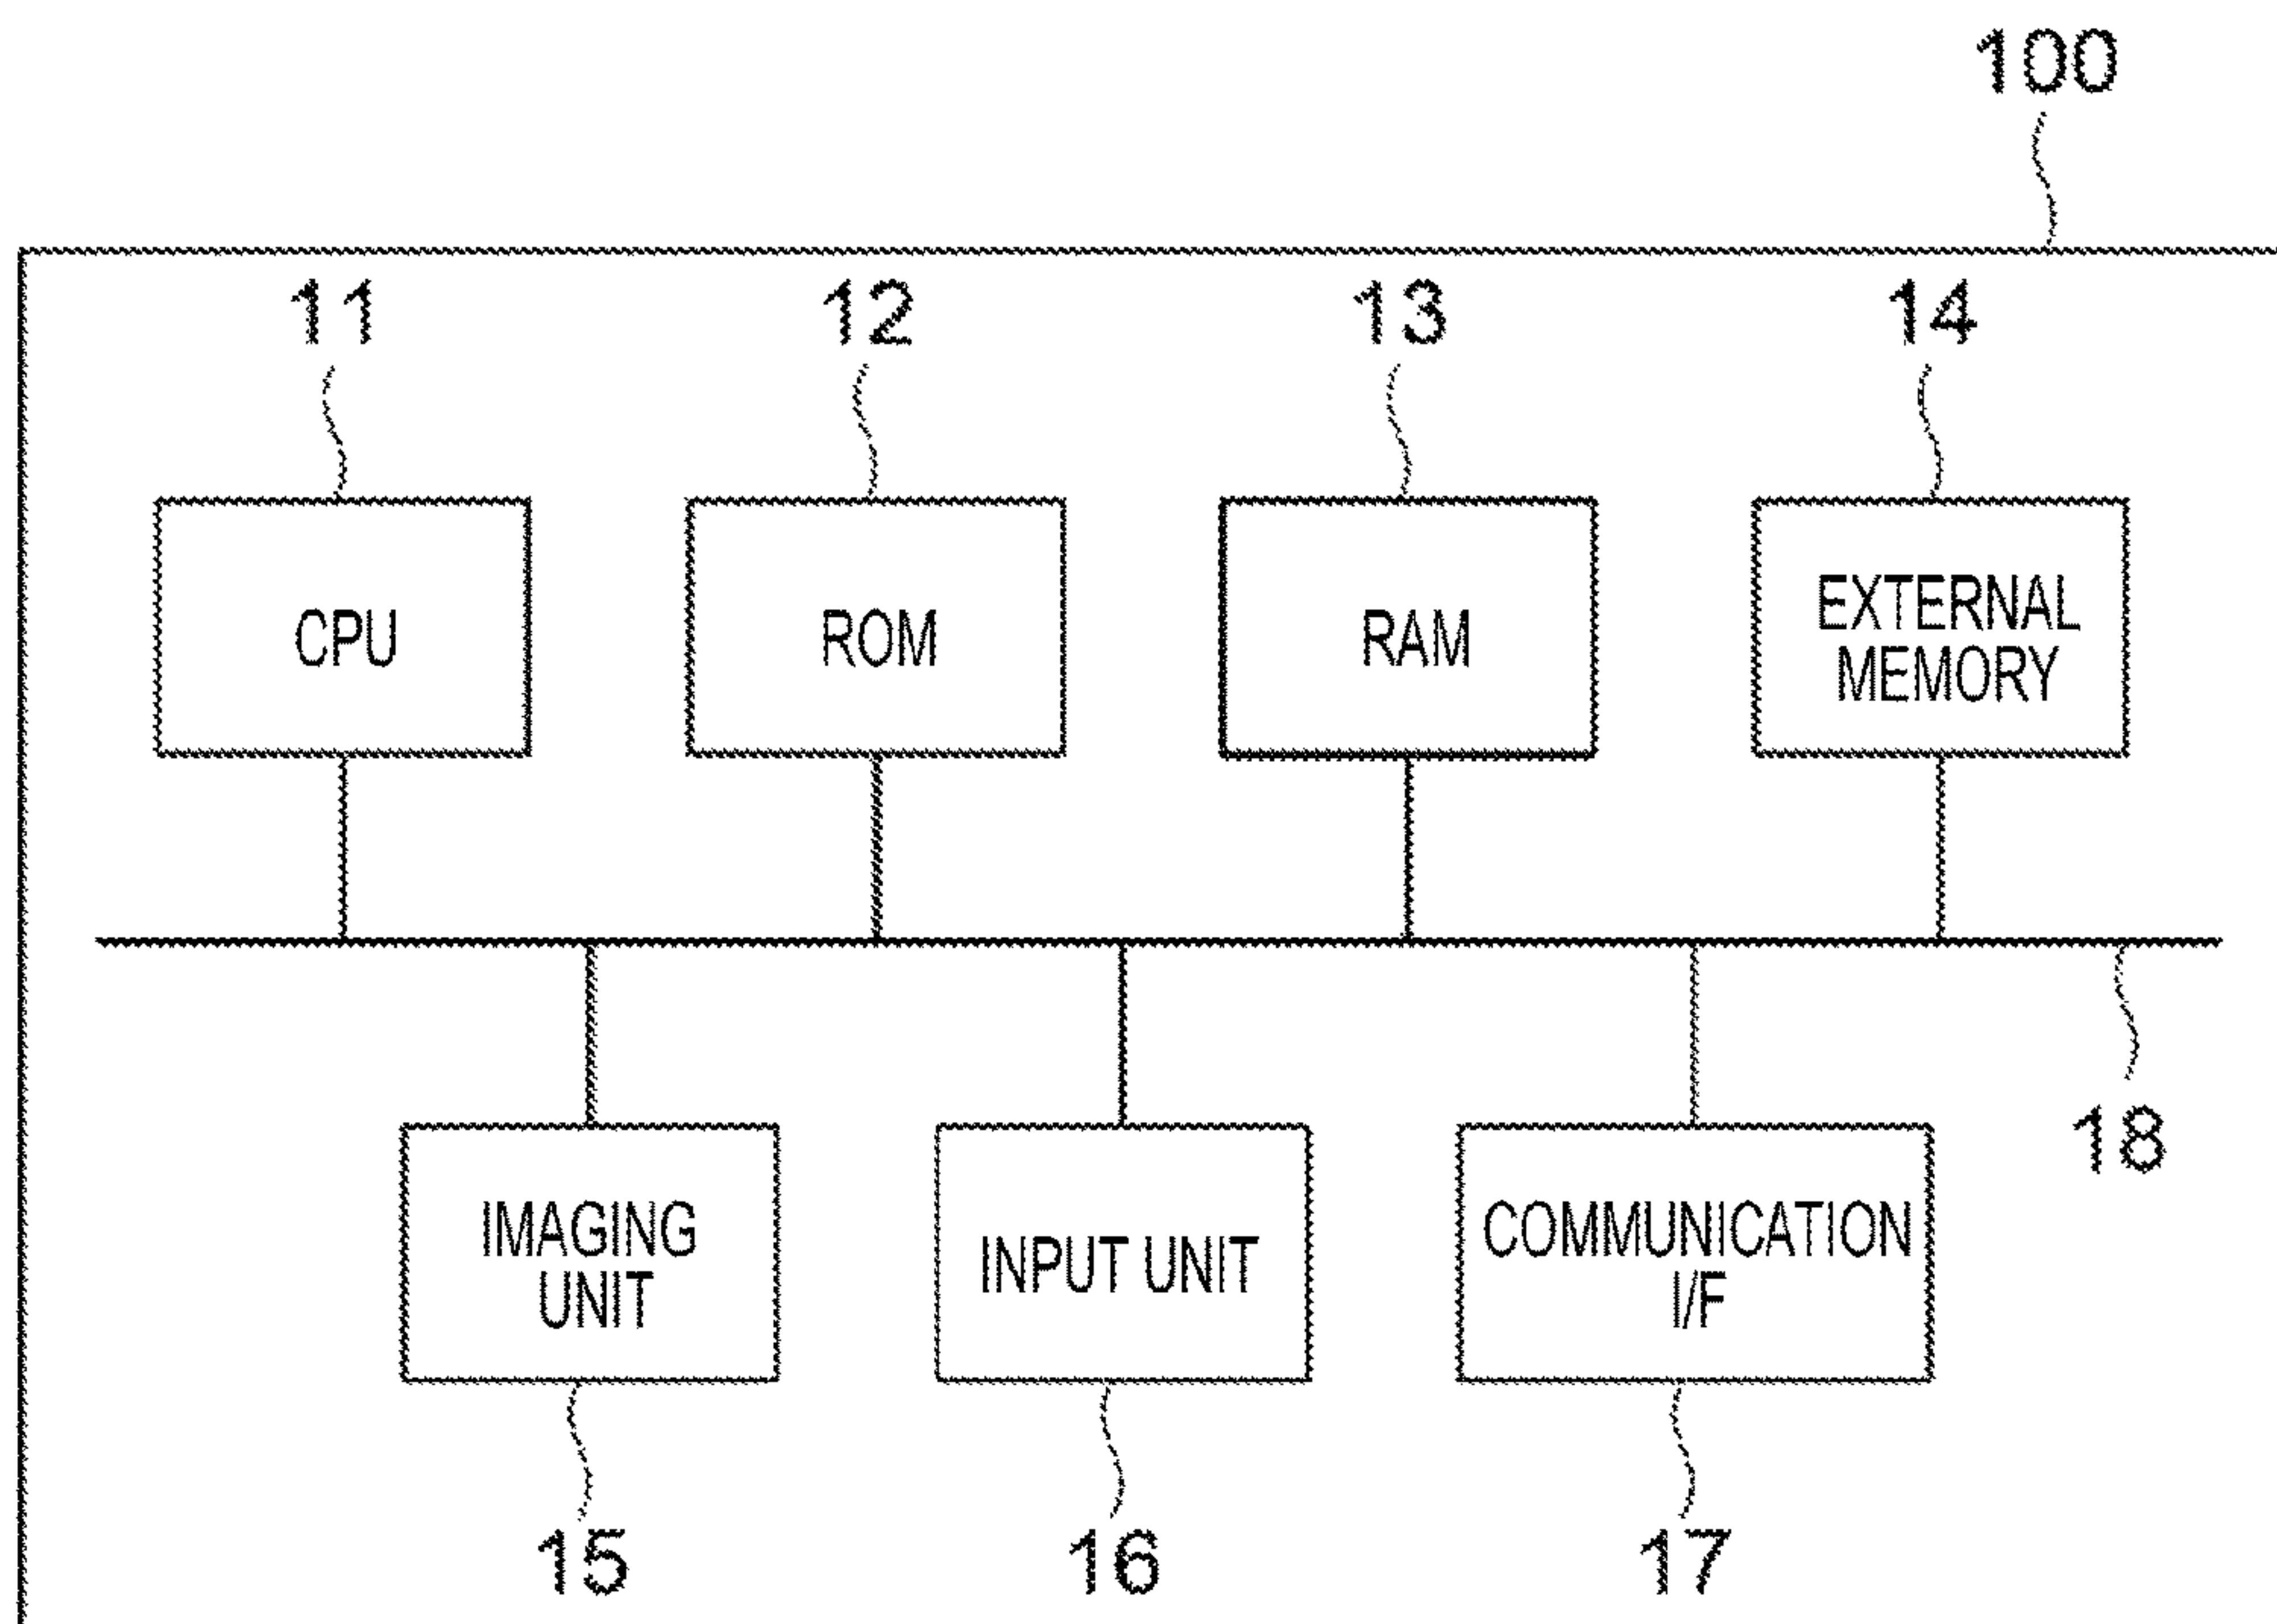 100
11
12
13
14
CPU
ROM
RAM
EXTERNAL
MEMORY
18
IMAGING
UNIT
INPUT UNIT
COMMUNICATION
I/F
15
16
17